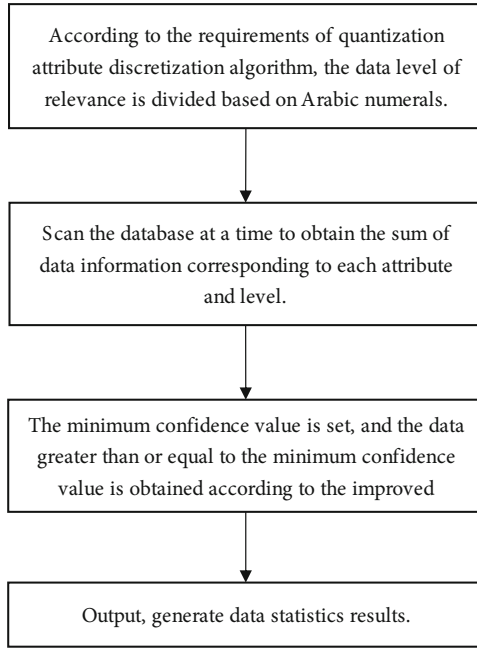 According to the requirements of quantization
attribute discretization algorithm, the data level of
relevance is divided based on Arabic numerals.
Scan the database at a time to obtain the sum of
data information corresponding to each attribute
and level.
The minimum confidence value is set, and the data
greater than or equal to the minimum confidence
value is obtained according to the improved
Output, generate data statistics results.